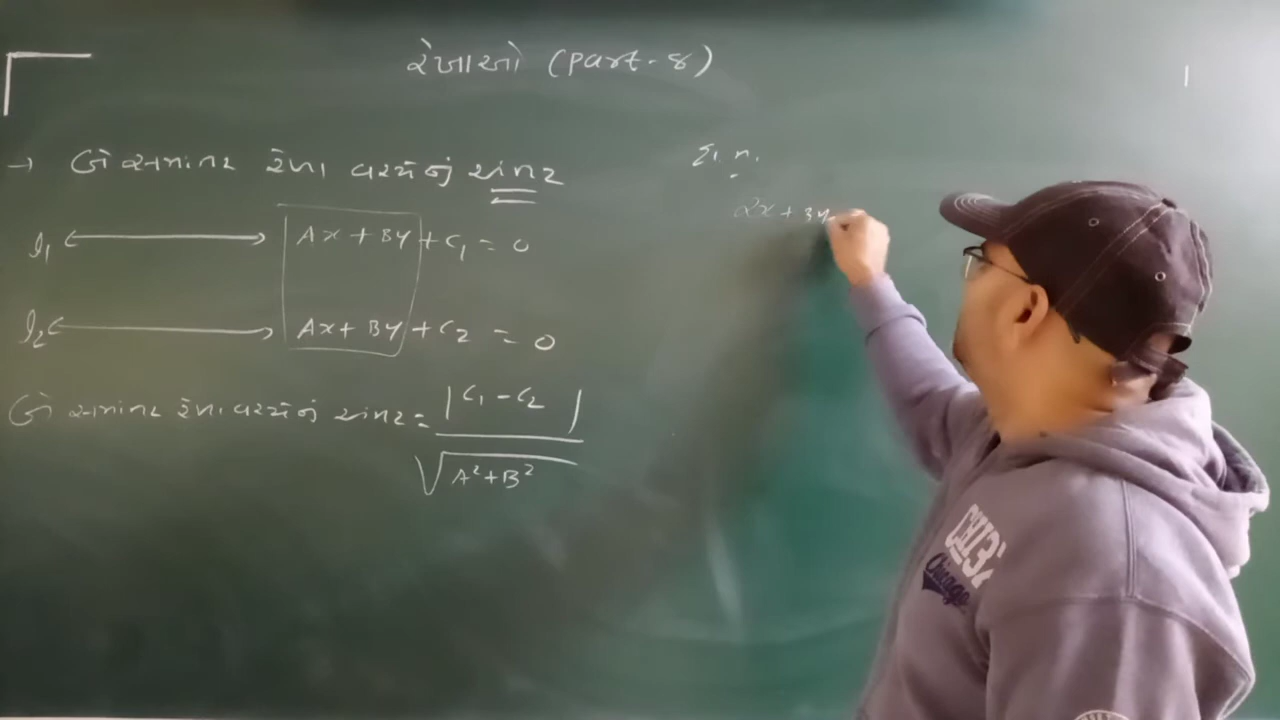 રેખાઓ (part-8)
→ બે સમાંતર રેખા વચ્ચેનું અંતર
l₁ Ax + By + C₁ = 0
l₂ Ax + By + C₂ = 0
બે સમાંતર રેખા વચ્ચેનું અંતર = |C₁ - C₂|
√A² + B²
2x + 3y
CHI37
Chicago